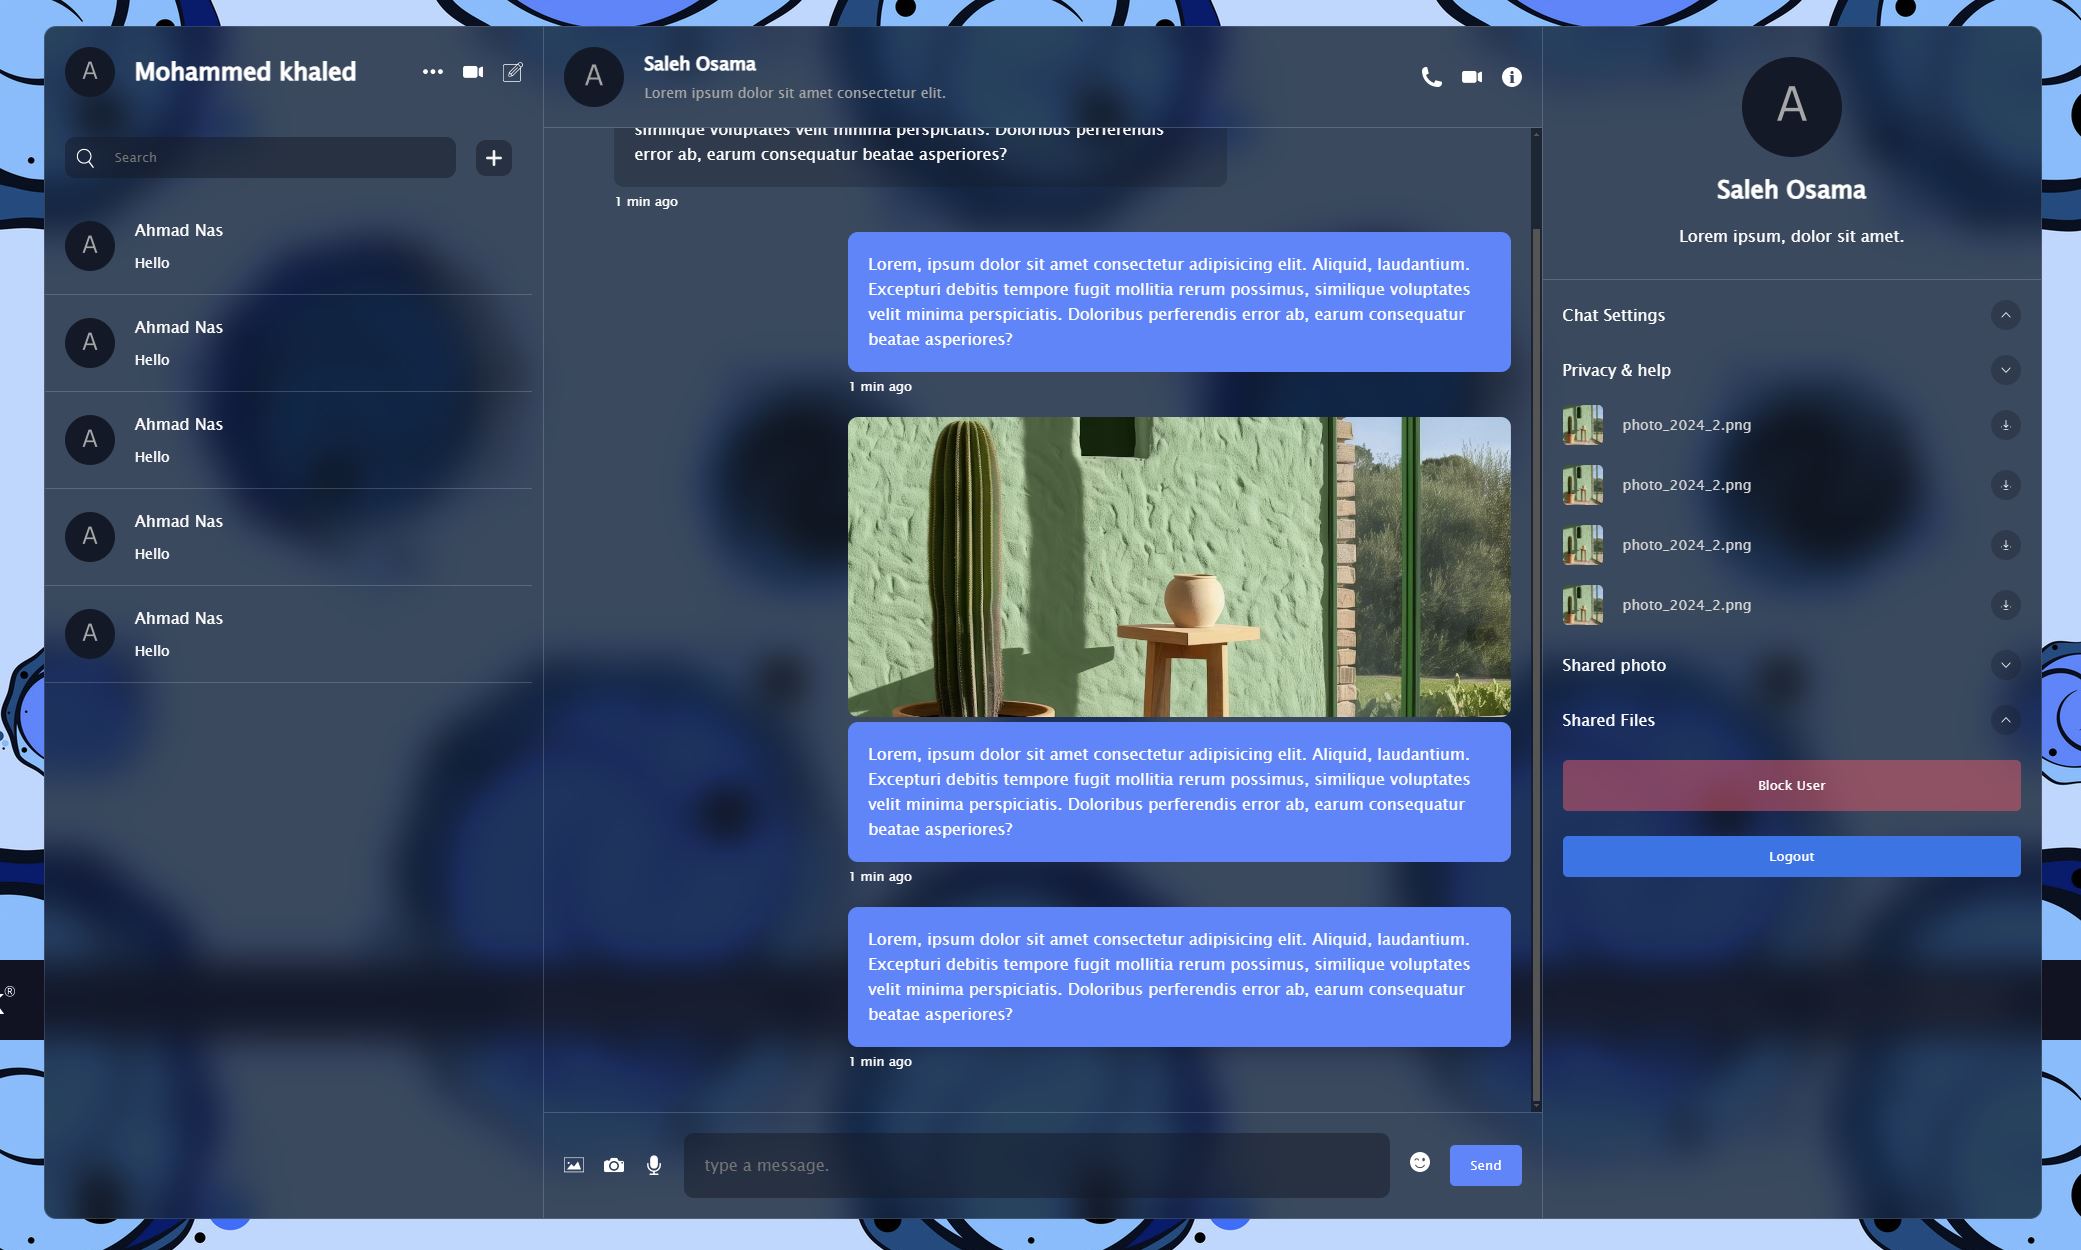 A
Mohammed khaled
Search
A
Ahmad Nas
Hello
A
Ahmad Nas
Hello
A
Ahmad Nas
Hello
A
Ahmad Nas
Hello
A
Ahmad Nas
Hello
A
Saleh Osama
Lorem ipsum dolor sit amet consectetur elit.
similique voluptates velit minima perspiciatis. Doloribus perferendis
error ab, earum consequatur beatae asperiores?
1 min ago
Lorem, ipsum dolor sit amet consectetur adipisicing elit. Aliquid, laudantium.
Excepturi debitis tempore fugit mollitia rerum possimus, similique voluptates
velit minima perspiciatis. Doloribus perferendis error ab, earum consequatur
beatae asperiores?
1 min ago
Lorem, ipsum dolor sit amet consectetur adipisicing elit. Aliquid, laudantium.
Excepturi debitis tempore fugit mollitia rerum possimus, similique voluptates
velit minima perspiciatis. Doloribus perferendis error ab, earum consequatur
beatae asperiores?
1 min ago
Lorem, ipsum dolor sit amet consectetur adipisicing elit. Aliquid, laudantium.
Excepturi debitis tempore fugit mollitia rerum possimus, similique voluptates
velit minima perspiciatis. Doloribus perferendis error ab, earum consequatur
beatae asperiores?
1 min ago
type a message.
Send
A
Saleh Osama
Lorem ipsum, dolor sit amet.
Chat Settings
Privacy & help
photo_2024_2.png
photo_2024_2.png
photo_2024_2.png
photo_2024_2.png
Shared photo
Shared Files
Block User
Logout